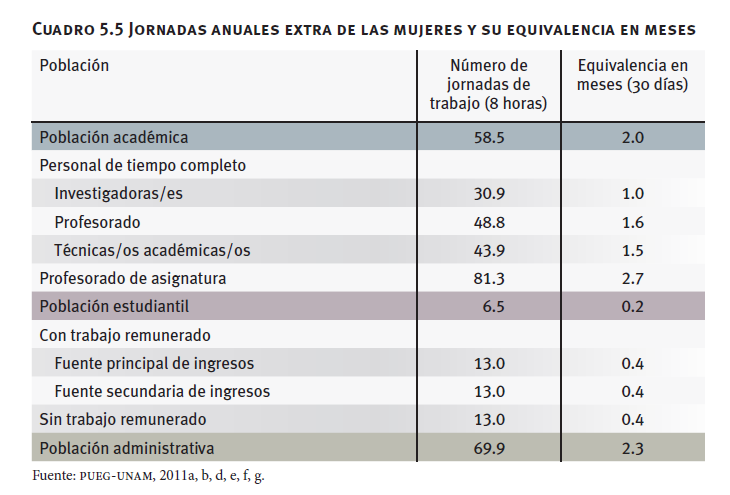 CUADRO 5.5 JORNADAS ANUALES EXTRA DE LAS MUJERES Y SU EQUIVALENCIA EN MESES
Población Número de jornadas de trabajo (8 horas) Equivalencia en meses (30 días)
Población académica 58.5 2.0
Personal de tiempo completo
Investigadoras/es 30.9 1.0
Profesorado 48.8 1.6
Técnicas/os académicas/os 43.9 1.5
Profesorado de asignatura 81.3 2.7
Población estudiantil 6.5 0.2
Con trabajo remunerado
Fuente principal de ingresos 13.0 0.4
Fuente secundaria de ingresos 13.0 0.4
Sin trabajo remunerado 13.0 0.4
Población administrativa 69.9 2.3
Fuente: PUEG-UNAM, 2011a, b, d, e, f, g.